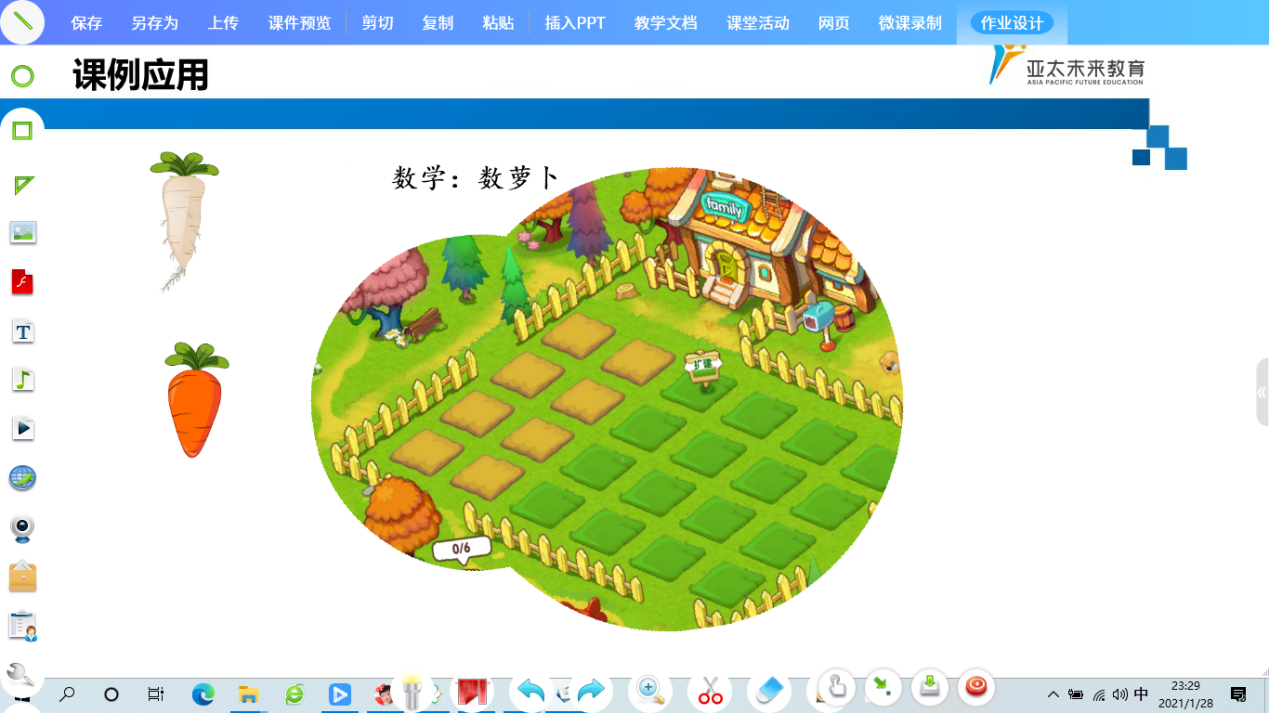 保存 另存为 上传 课件预览 剪切 复制 粘贴 插入PPT 教学文档 课堂活动 网页 微课录制 作业设计
课例应用
亚太未来教育
ASIA PACIFIC FUTURE EDUCATION
数学：数萝卜
family
扩建
0/6
中
23:29
2021/1/28